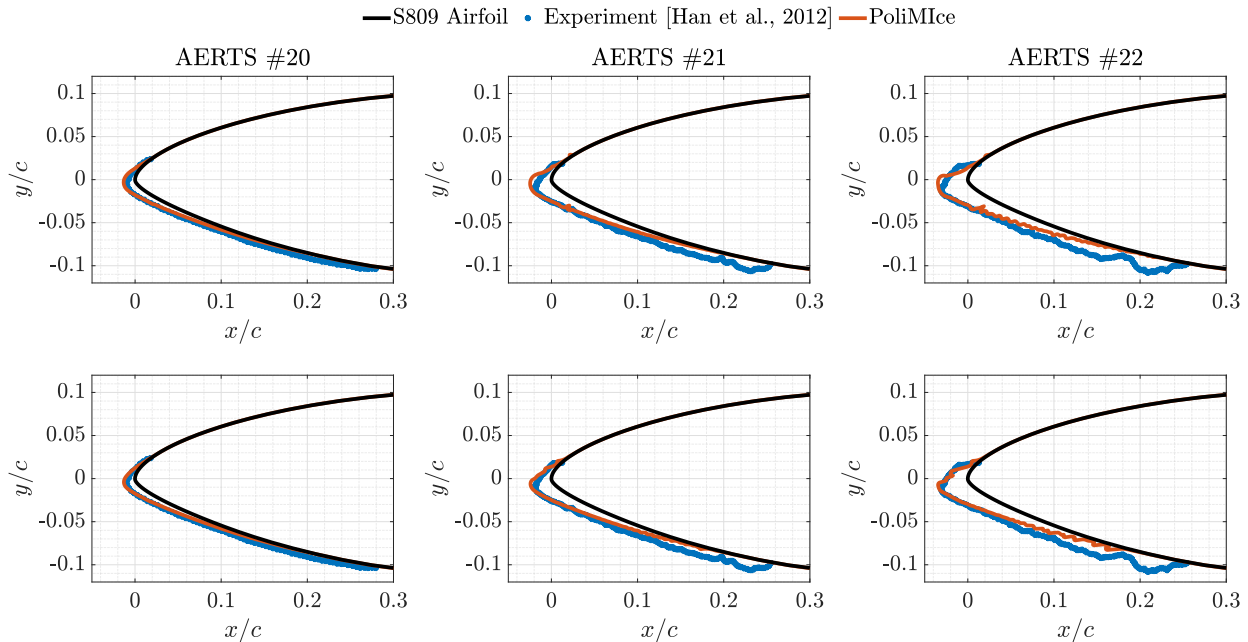 S809 Airfoil Experiment [Han et al., 2012] PoliMIce
AERTS #20 AERTS #21 AERTS #22
0.1 0.1 0.1
0.05 0.05 0.05
0 0 0
-0.05 -0.05 -0.05
-0.1 -0.1 -0.1
y/c y/c y/c
0 0.1 0.2 0.3 0 0.1 0.2 0.3 0 0.1 0.2 0.3
x/c x/c x/c
0.1 0.1 0.1
0.05 0.05 0.05
0 0 0
-0.05 -0.05 -0.05
-0.1 -0.1 -0.1
y/c y/c y/c
0 0.1 0.2 0.3 0 0.1 0.2 0.3 0 0.1 0.2 0.3
x/c x/c x/c